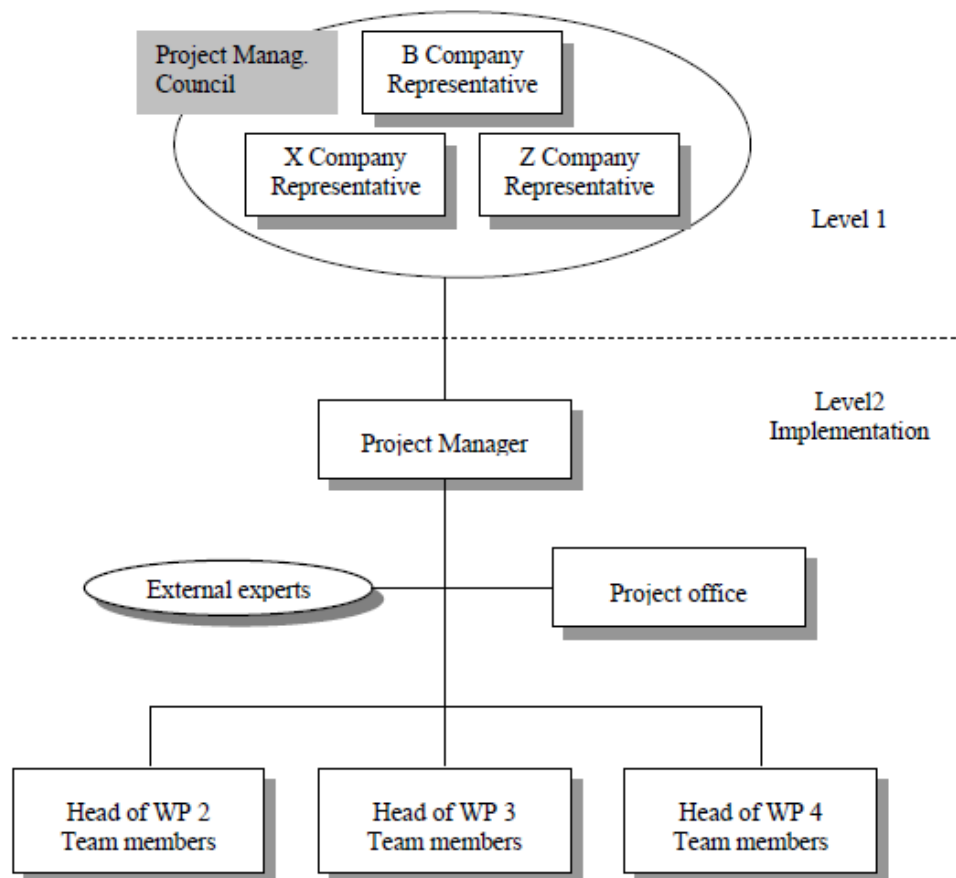 Project Manag.
Council
B Company
Representative
X Company
Representative
Z Company
Representative
Level 1
Level2
Implementation
Project Manager
External experts
Project office
Head of WP 2
Team members
Head of WP 3
Team members
Head of WP 4
Team members